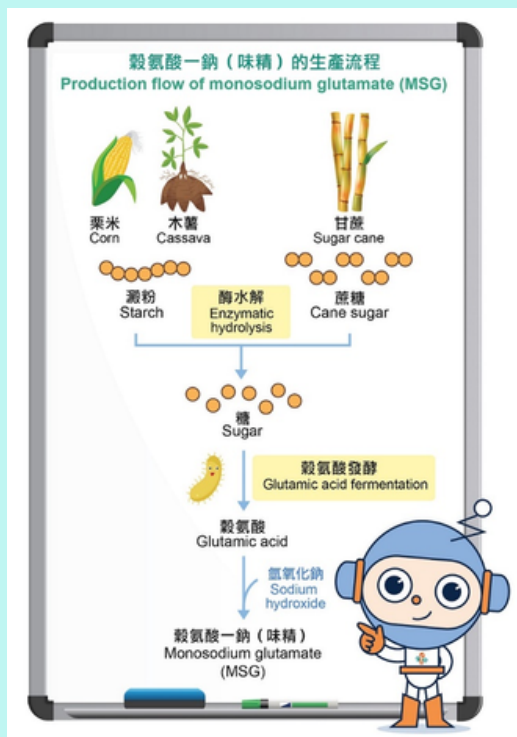 穀氨酸一鈉（味精）的生產流程
Production flow of monosodium glutamate (MSG)
粟米
Corn
木薯
Cassava
甘蔗
Sugar cane
澱粉
Starch
酶水解
Enzymatic
hydrolysis
蔗糖
Cane sugar
糖
Sugar
穀氨酸發酵
Glutamic acid fermentation
穀氨酸
Glutamic acid
氫氧化鈉
Sodium
hydroxide
穀氨酸一鈉（味精）
Monosodium glutamate
(MSG)